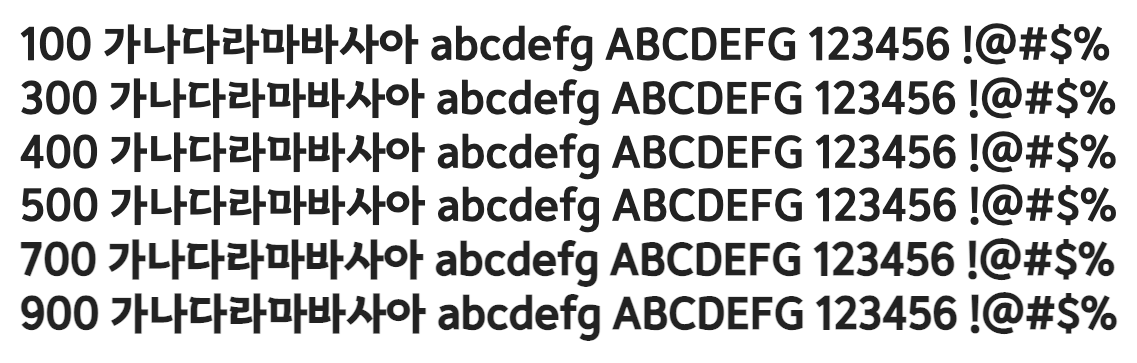 100 가나다라마바사아 abcdefg ABCDEFG 123456 !@#$%
300 가나다라마바사아 abcdefg ABCDEFG 123456 !@#$%
400 가나다라마바사아 abcdefg ABCDEFG 123456 !@#$%
500 가나다라마바사아 abcdefg ABCDEFG 123456 !@#$%
700 가나다라마바사아 abcdefg ABCDEFG 123456 !@#$%
900 가나다라마바사아 abcdefg ABCDEFG 123456 !@#$%